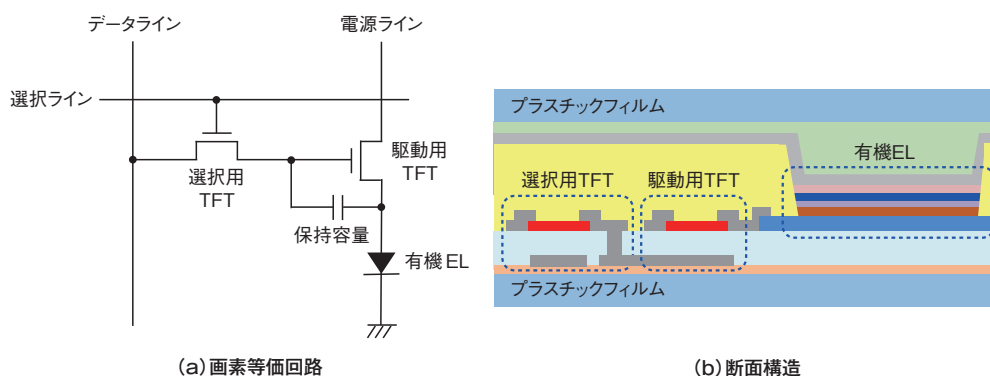 データライン
電源ライン
選択ライン
選択用
TFT
駆動用
TFT
保持容量
有機EL
(a)画素等価回路
プラスチックフィルム
有機EL
選択用TFT
駆動用TFT
プラスチックフィルム
(b)断面構造